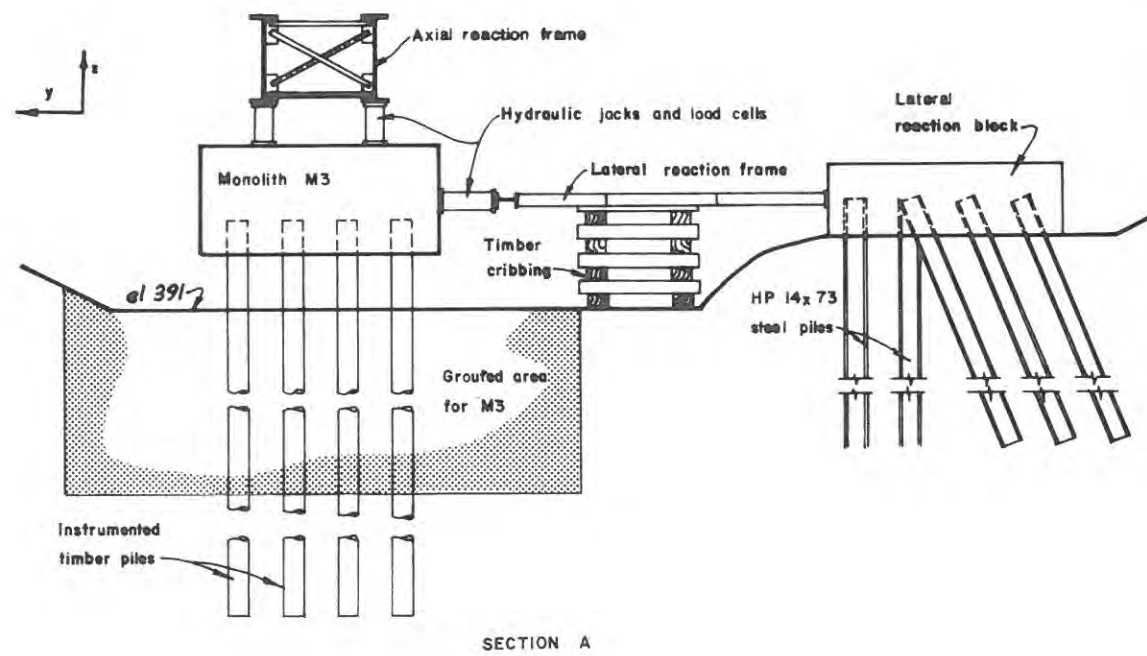 Axial reaction frame
z
y
Hydraulic jacks and load cells
Lateral
reaction block
Monolith M3
Lateral reaction frame
Timber
cribbing
el 391
HP 14x73
steel piles
Grouted area
for M3
Instrumented
timber piles
SECTION A